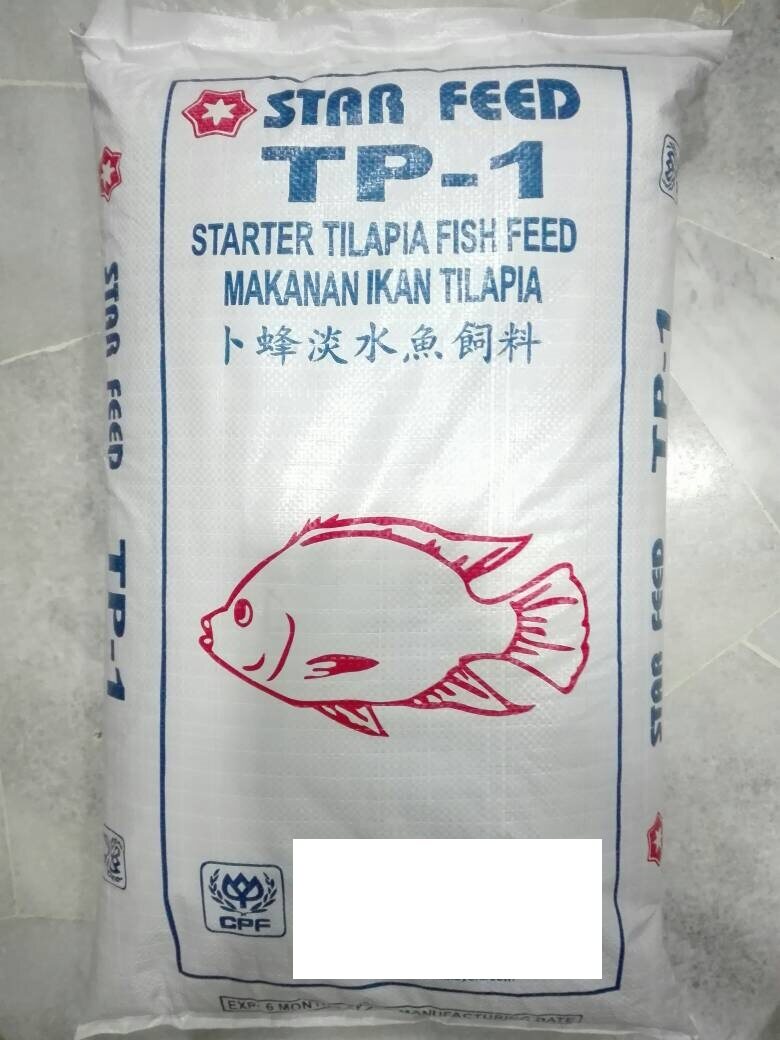 STAR FEED
TP-1
STARTER TILAPIA FISH FEED
MAKANAN IKAN TILAPIA
卜蜂淡水魚飼料
CPF
EXP: 6 MANUFACTURING DATE
STAR FEED TP-1
TP-1 STAR FEED